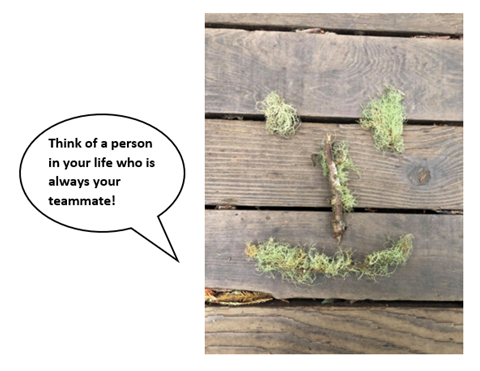 Think of a person
in your life who is
always your
teammate!